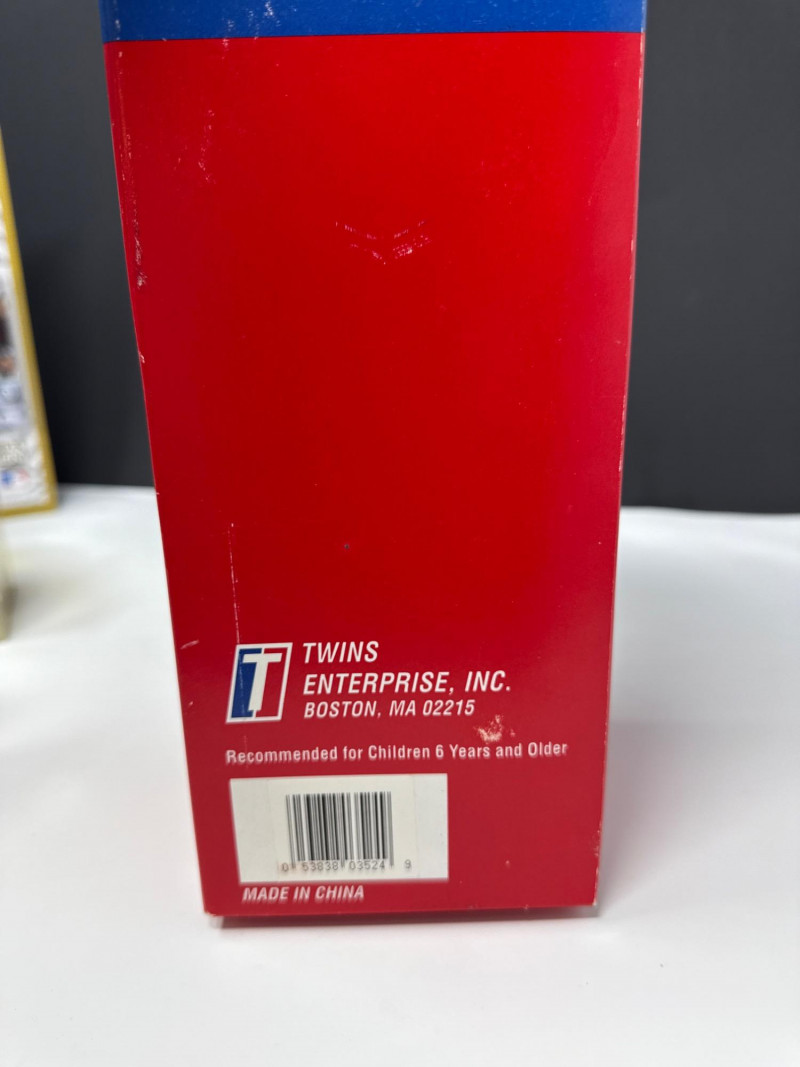 T
TWINS
ENTERPRISE, INC.
BOSTON, MA 02215
Recommended for Children 6 Years and Older
0 53838 03524 9
MADE IN CHINA